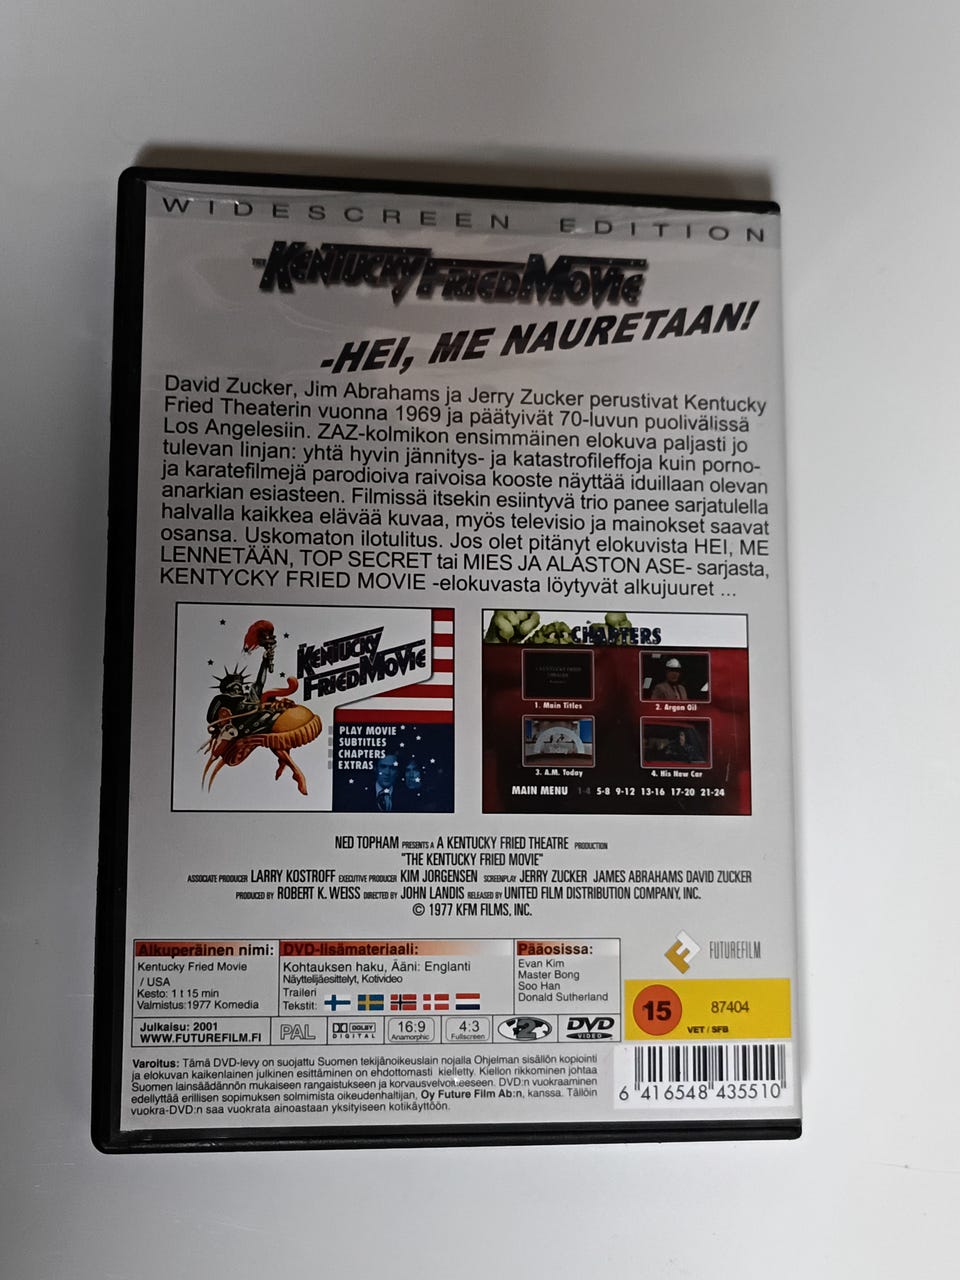 WIDESCREEN EDITION
THE KENTUCKY FRIED MOVIE
-HEI, ME NAURETAAN!
David Zucker, Jim Abrahams ja Jerry Zucker perustivat Kentucky
Fried Theaterin vuonna 1969 ja päätyivät 70-luvun puolivälissä
Los Angelesiin. ZAZ-kolmikon ensimmäinen elokuva paljasti jo
tulevan linjan: yhtä hyvin jännitys- ja katastrofileffoja kuin porno-
ja karatefilmejä parodioiva raivoisa kooste näyttää iduillaan olevan
anarkian esiasteen. Filmissä itsekin esiintyvä trio panee sarjatulella
halvalla kaikkea elävää kuvaa, myös televisio ja mainokset saavat
osansa. Uskomaton ilotulitus. Jos olet pitänyt elokuvista HEI, ME
LENNETÄÄN, TOP SECRET tai MIES JA ALASTON ASE- sarjasta,
KENTYCKY FRIED MOVIE -elokuvasta löytyvät alkujuuret ...
KENTUCKY
FRIED MOVIE
PLAY MOVIE
SUBTITLES
CHAPTERS
EXTRAS
CHAPTERS
1. Main Titles
2. Argon Oil
3. A.M. Today
4. His New Car
MAIN MENU 1-4 5-8 9-12 13-16 17-20 21-24
NED TOPHAM PRESENTS A A KENTUCKY FRIED THEATRE PRODUCTION
"THE KENTUCKY FRIED MOVIE"
ASSOCIATE PRODUCER LARRY KOSTROFF EXECUTIVE PRODUCER KIM JORGENSEN SCREENPLAY JERRY ZUCKER JAMES ABRAHAMS DAVID ZUCKER
PRODUCED BY ROBERT K. WEISS DIRECTED BY JOHN LANDIS RELEASED BY UNITED FILM DISTRIBUTION COMPANY, INC.
© 1977 KFM FILMS, INC.
Alkuperäinen nimi:
Kentucky Fried Movie
/ USA
Kesto: 1 t 15 min
Valmistus:1977 Komedia
DVD-lisämateriaali:
Kohtauksen haku, Ääni: Englanti
Näyttelijäesittelyt, Kotivideo
Traileri
Tekstit:
Pääosissa:
Evan Kim
Master Bong
Soo Han
Donald Sutherland
FUTUREFILM
15
87404
VET / SFB
Julkaisu: 2001
WWW.FUTUREFILM.FI
PAL
DOLBY
DIGITAL
16:9
Anamorphic
4:3
Fullscreen
2
DVD
VIDEO
Varoitus: Tämä DVD-levy on suojattu Suomen tekijänoikeuslain nojalla Ohjelman sisällön kopiointi
ja elokuvan kaikenlainen julkinen esittäminen on ehdottomasti kielletty. Kiellon rikkominen johtaa
Suomen lainsäädännön mukaiseen rangaistukseen ja korvausvelvoiteeseen. DVD:n vuokraaminen
edellyttää erillisen sopimuksen solmimista oikeudenhaltijan, Oy Future Film Ab:n, kanssa. Tällöin
vuokra-DVD:n saa vuokrata ainoastaan yksityiseen kotikäyttöön.
6 416548 435510